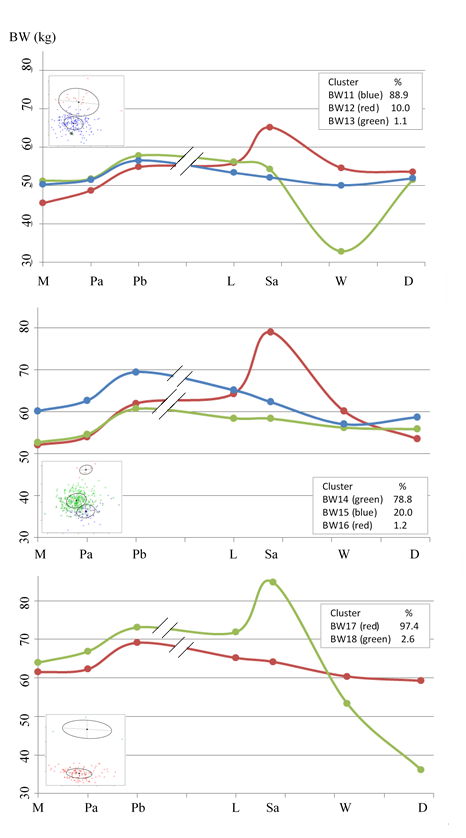 BW (kg)
80
70
60
50
40
30
Cluster %
BW11 (blue) 88.9
BW12 (red) 10.0
BW13 (green) 1.1
M Pa Pb L Sa W D
80
70
60
50
40
30
Cluster %
BW14 (green) 78.8
BW15 (blue) 20.0
BW16 (red) 1.2
M Pa Pb L Sa W D
80
70
60
50
40
30
Cluster %
BW17 (red) 97.4
BW18 (green) 2.6
M Pa Pb L Sa W D